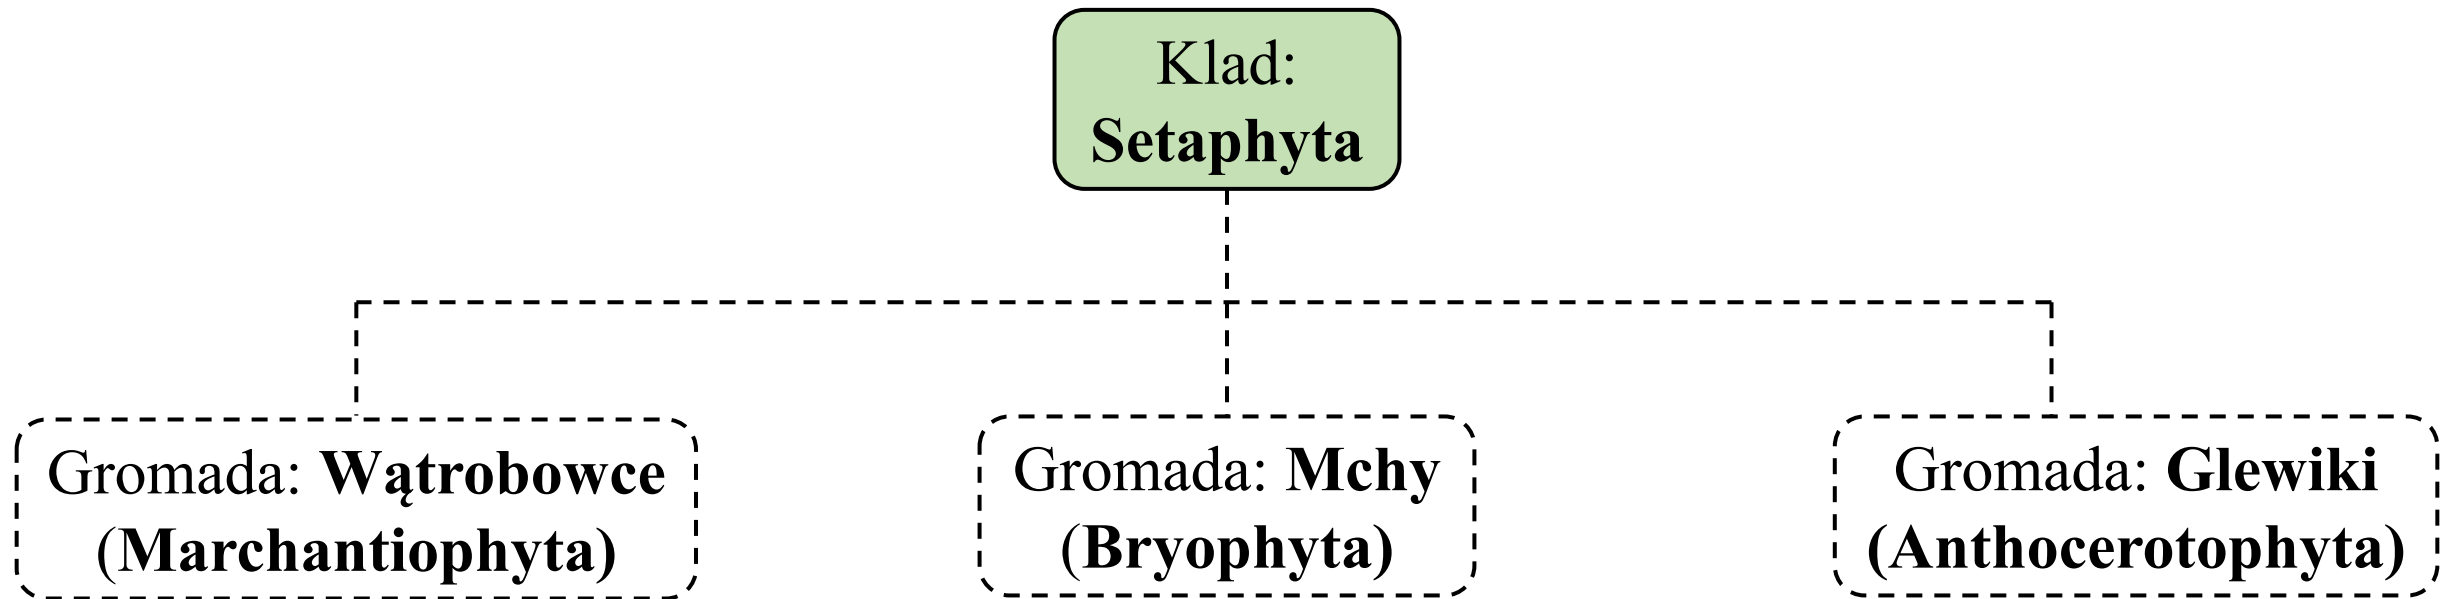 Klad:
Setaphyta
Gromada: Wątrobowce
(Marchantiophyta)
Gromada: Mchy
(Bryophyta)
Gromada: Glewiki
(Anthocerotophyta)